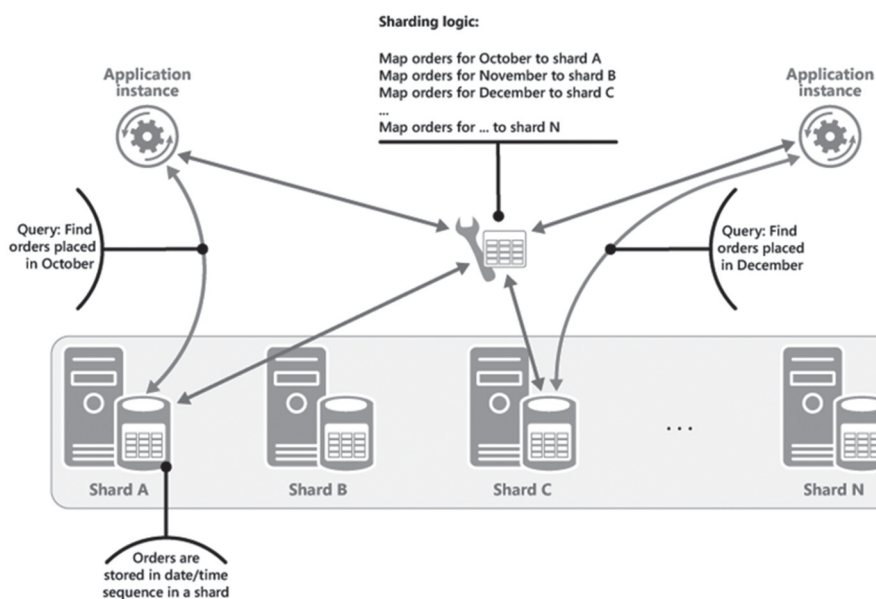 Sharding logic:
Map orders for October to shard A
Map orders for November to shard B
Map orders for December to shard C
...
Map orders for ... to shard N
Application
instance
Application
instance
Query: Find
orders placed
in October
Query: Find
orders placed
in December
Shard A
Shard B
Shard C
...
Shard N
Orders are
stored in date/time
sequence in a shard